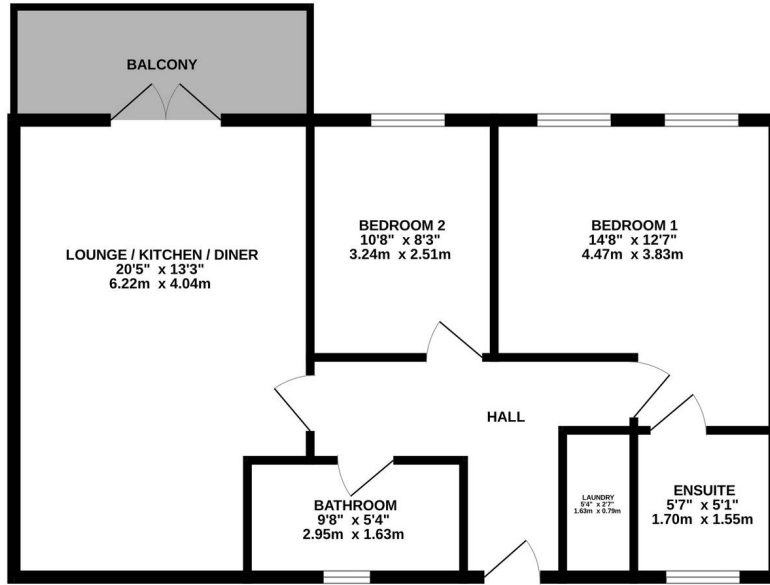 BALCONY
LOUNGE / KITCHEN / DINER
20'5" x 13'3"
6.22m x 4.04m
BEDROOM 2
10'8" x 8'3"
3.24m x 2.51m
BEDROOM 1
14'8" x 12'7"
4.47m x 3.83m
HALL
BATHROOM
9'8" x 5'4"
2.95m x 1.63m
LAUNDRY
5'4" x 2'7"
1.63m x 0.79m
ENSUITE
5'7" x 5'1"
1.70m x 1.55m